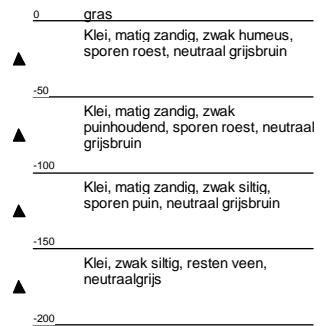 0 gras
Klei, matig zandig, zwak humeus,
sporen roest, neutraal grijsbruin
-50
Klei, matig zandig, zwak
puinhoudend, sporen roest, neutraal
grijsbruin
-100
Klei, matig zandig, zwak siltig,
sporen puin, neutraal grijsbruin
-150
Klei, zwak siltig, resten veen,
neutraalgrijs
-200